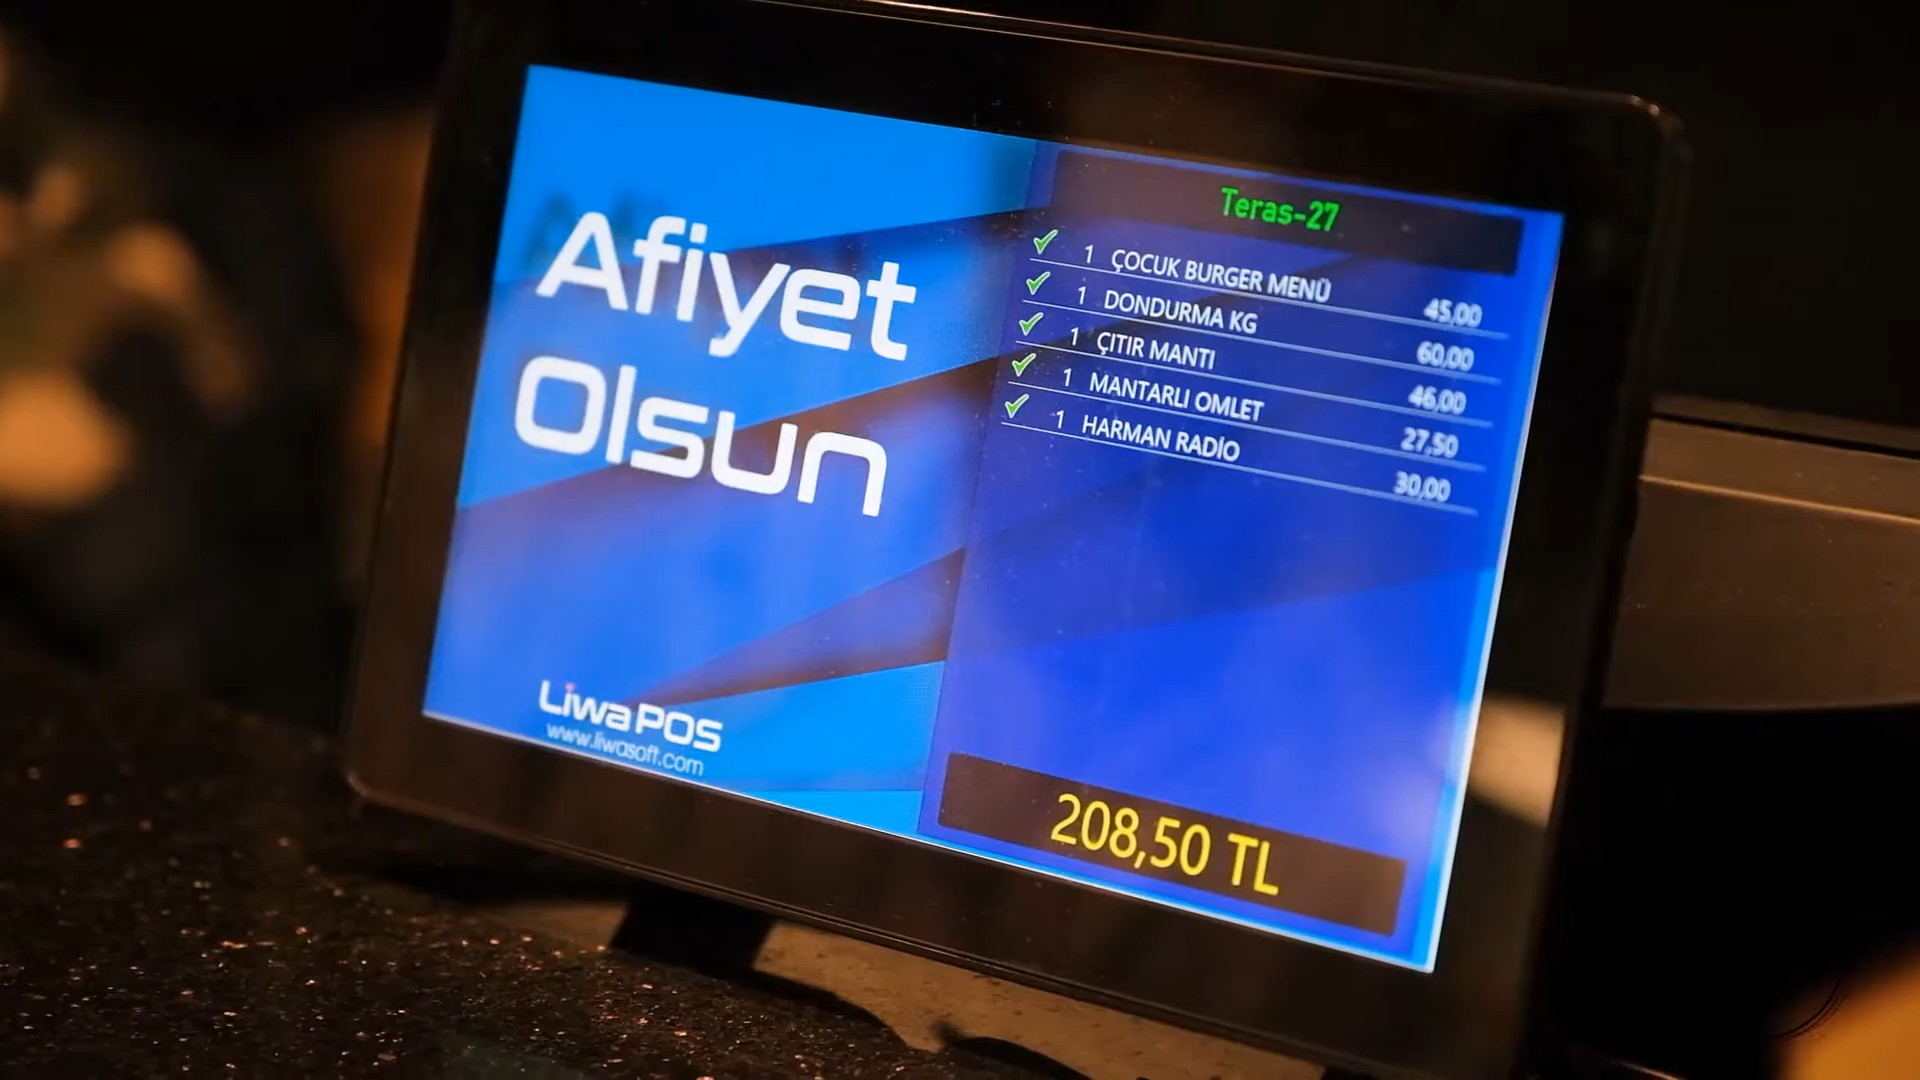 Afiyet
Olsun
LiwaPOS
www.liwasoft.com
Teras-27
1 ÇOCUK BURGER MENÜ 45,00
1 DONDURMA KG 60,00
1 ÇITIR MANTI 46,00
1 MANTARLI OMLET 27,50
1 HARMAN RADİO 30,00
208,50 TL